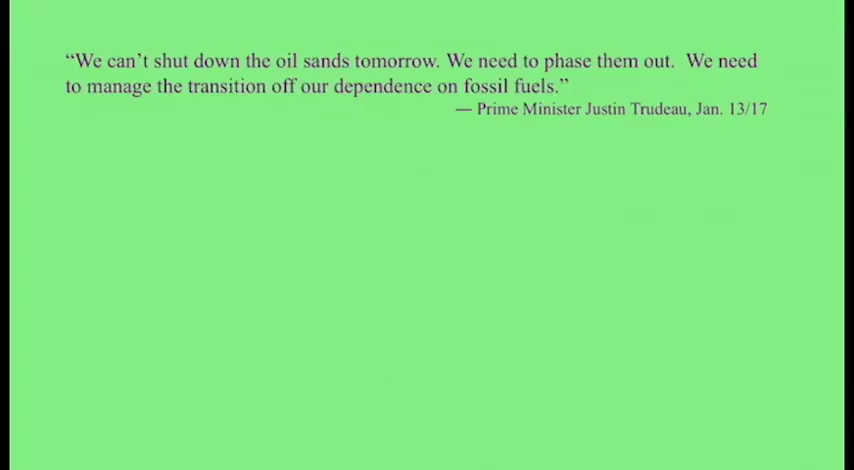 “We can’t shut down the oil sands tomorrow. We need to phase them out.  We need
to manage the transition off our dependence on fossil fuels.”
— Prime Minister Justin Trudeau, Jan. 13/17